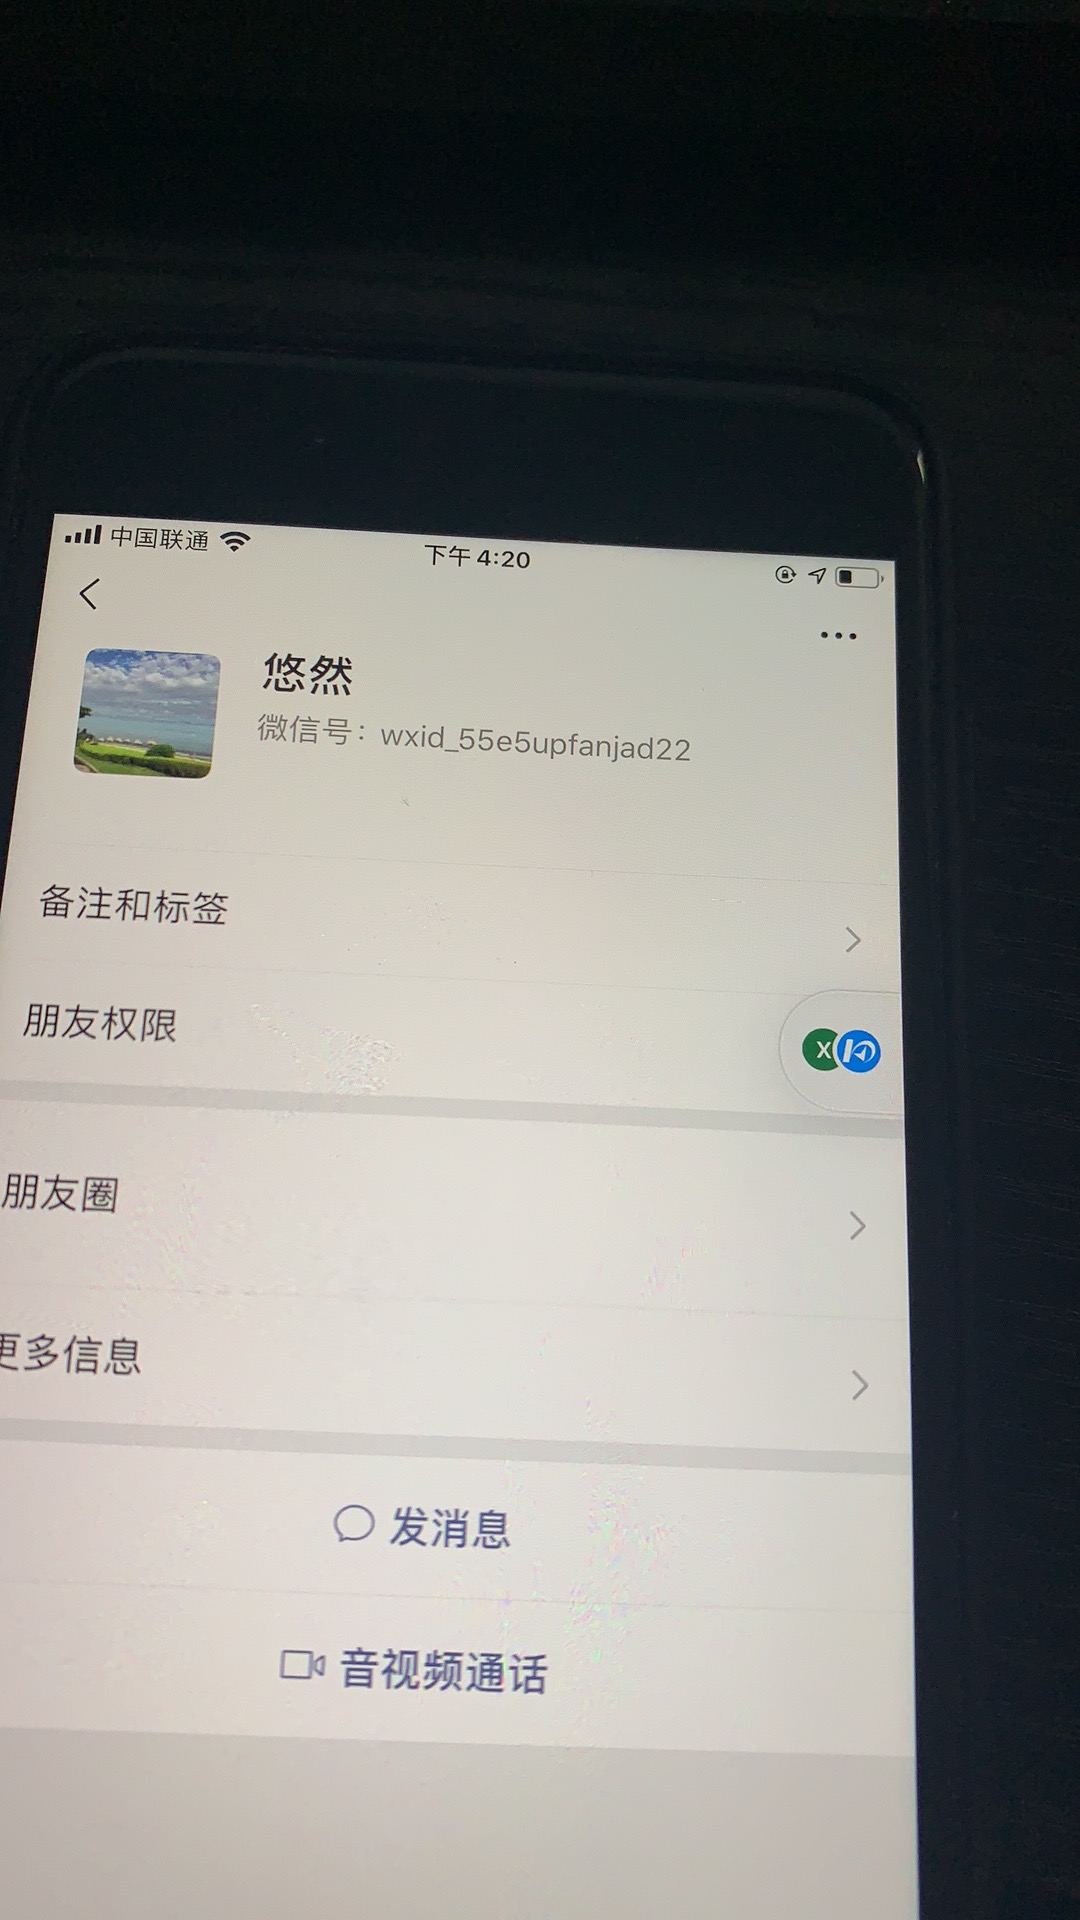 中国联通
下午4:20
悠然
微信号：wxid_55e5upfanjad22
备注和标签
朋友权限
X
朋友圈
更多信息
发消息
音视频通话